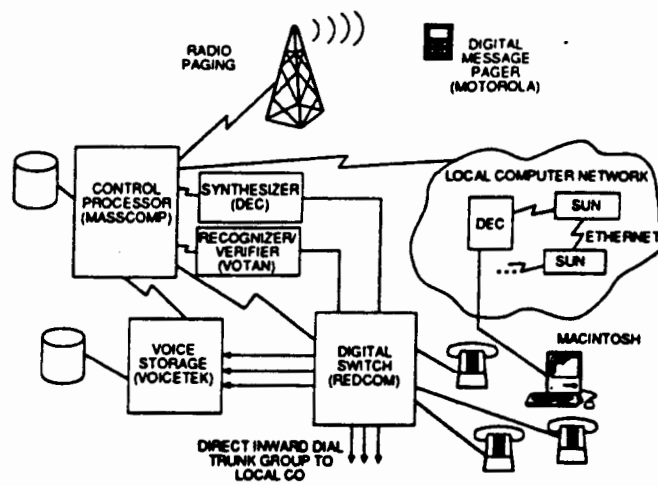 RADIO
PAGING
DIGITAL
MESSAGE
PAGER
(MOTOROLA)
CONTROL
PROCESSOR
(MASSCOMP)
SYNTHESIZER
(DEC)
RECOGNIZER/
VERIFIER
(VOTAN)
LOCAL COMPUTER NETWORK
DEC
SUN
ETHERNET
SUN
VOICE
STORAGE
(VOICETEK)
DIGITAL
SWITCH
(REDCOM)
MACINTOSH
DIRECT INWARD DIAL
TRUNK GROUP TO
LOCAL CO